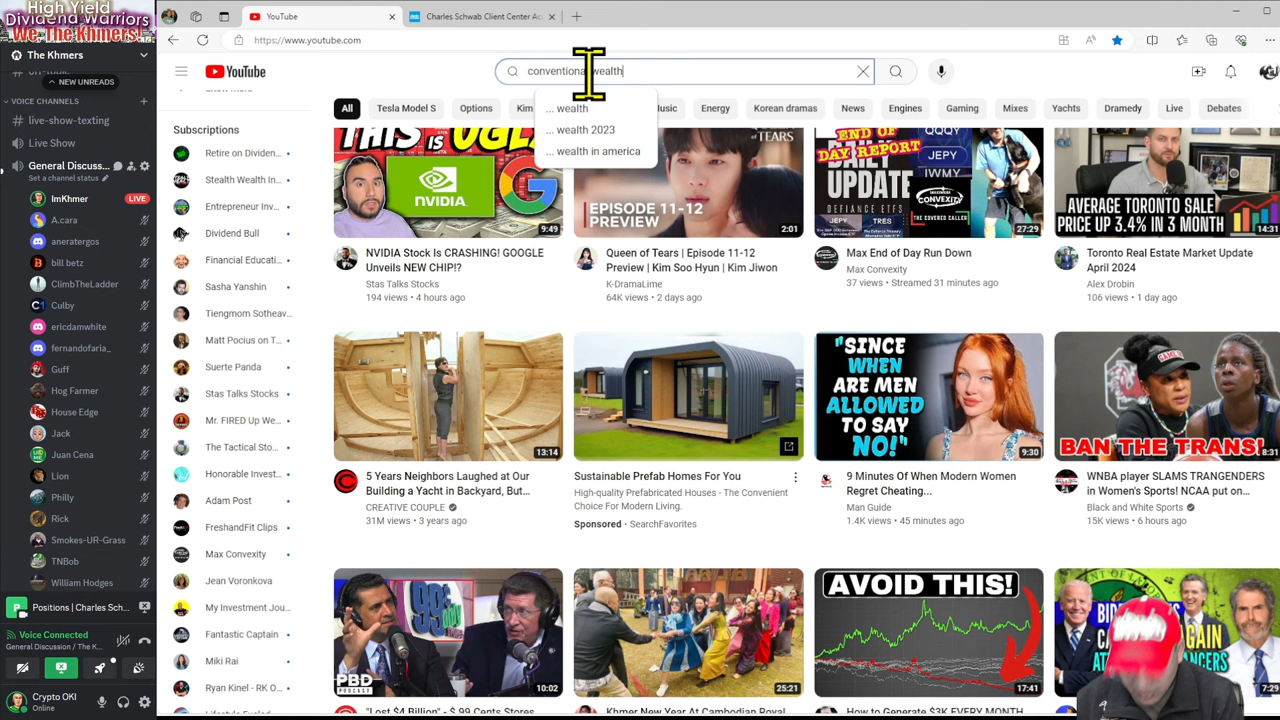 High Yield
Dividend Warriors
We The Khmers!
The Khmers
NEW UNREADS
VOICE CHANNELS
live-show-texting
Live Show
General Discuss...
Set a channel status
ImKhmer
LIVE
A.cara
aneratergos
bill betz
ClimbTheLadder
Culby
ericdamwhite
fernandofaria_
Guff
Hog Farmer
House Edge
Jack
Juan Cena
Lion
Philly
Rick
Smokes-UR-Grass
TNBob
William Hodges
Positions | Charles Sch...
Voice Connected
General Discussion / The K...
Crypto OKI
Online
YouTube
Charles Schwab Client Center Ac
https://www.youtube.com
YouTube
conventional wealth
... wealth
... wealth 2023
... wealth in america
All
Tesla Model S
Options
Kim
Energy
Korean dramas
News
Engines
Gaming
Mixes
Yachts
Dramedy
Live
Debates
Subscriptions
Retire on Dividen...
Stealth Wealth In...
Entrepreneur Inv...
Dividend Bull
Financial Educati...
Sasha Yanshin
Tiengmom Sotheav...
Matt Pocius on T...
Suerte Panda
Stas Talks Stocks
Mr. FIRED Up We...
The Tactical Sto...
Honorable Invest...
Adam Post
FreshandFit Clips
Max Convexity
Jean Voronkova
My Investment Jou...
Fantastic Captain
Miki Rai
Ryan Kinel - RK O...
THIS IS UGLY
NVIDIA
9:49
NVIDIA Stock Is CRASHING! GOOGLE
Unveils NEW CHIP!?
Stas Talks Stocks
194 views • 4 hours ago
TEARS
EPISODE 11-12
PREVIEW
2:01
Queen of Tears | Episode 11-12
Preview | Kim Soo Hyun | Kim Jiwon
K-DramaLime
64K views • 2 days ago
END OF
DAY REPORT
UPDATE
DEFIANCE ETFS
JEPY
TRES
QQQY
JEPY
IWMY
CONVEXITY
THE COVERED CALLER
27:29
Max End of Day Run Down
Max Convexity
37 views • Streamed 31 minutes ago
AVERAGE TORONTO SALE
PRICE UP 3.4% IN 3 MONTH
14:31
Toronto Real Estate Market Update
April 2024
Alex Drobin
106 views • 1 day ago
13:14
5 Years Neighbors Laughed at Our
Building a Yacht in Backyard, But...
CREATIVE COUPLE
31M views • 3 years ago
Sustainable Prefab Homes For You
High-quality Prefabricated Houses - The Convenient
Choice For Modern Living.
Sponsored • SearchFavorites
"SINCE
WHEN
ARE MEN
ALLOWED
TO SAY
NO!"
9:30
9 Minutes Of When Modern Women
Regret Cheating...
Man Guide
1.4K views • 45 minutes ago
BAN THE TRANS!
8:31
WNBA player SLAMS TRANGENDERS
in Women's Sports! NCAA put on...
Black and White Sports
15K views • 6 hours ago
99
PBD
PODCAST
10:02
"Lost $4 Billion" - $.99 Cents Stores
25:21
Khmer New Year At Cambodian Royal
AVOID THIS!
17:41
How to Generate $3K EVERY MONTH
7:29